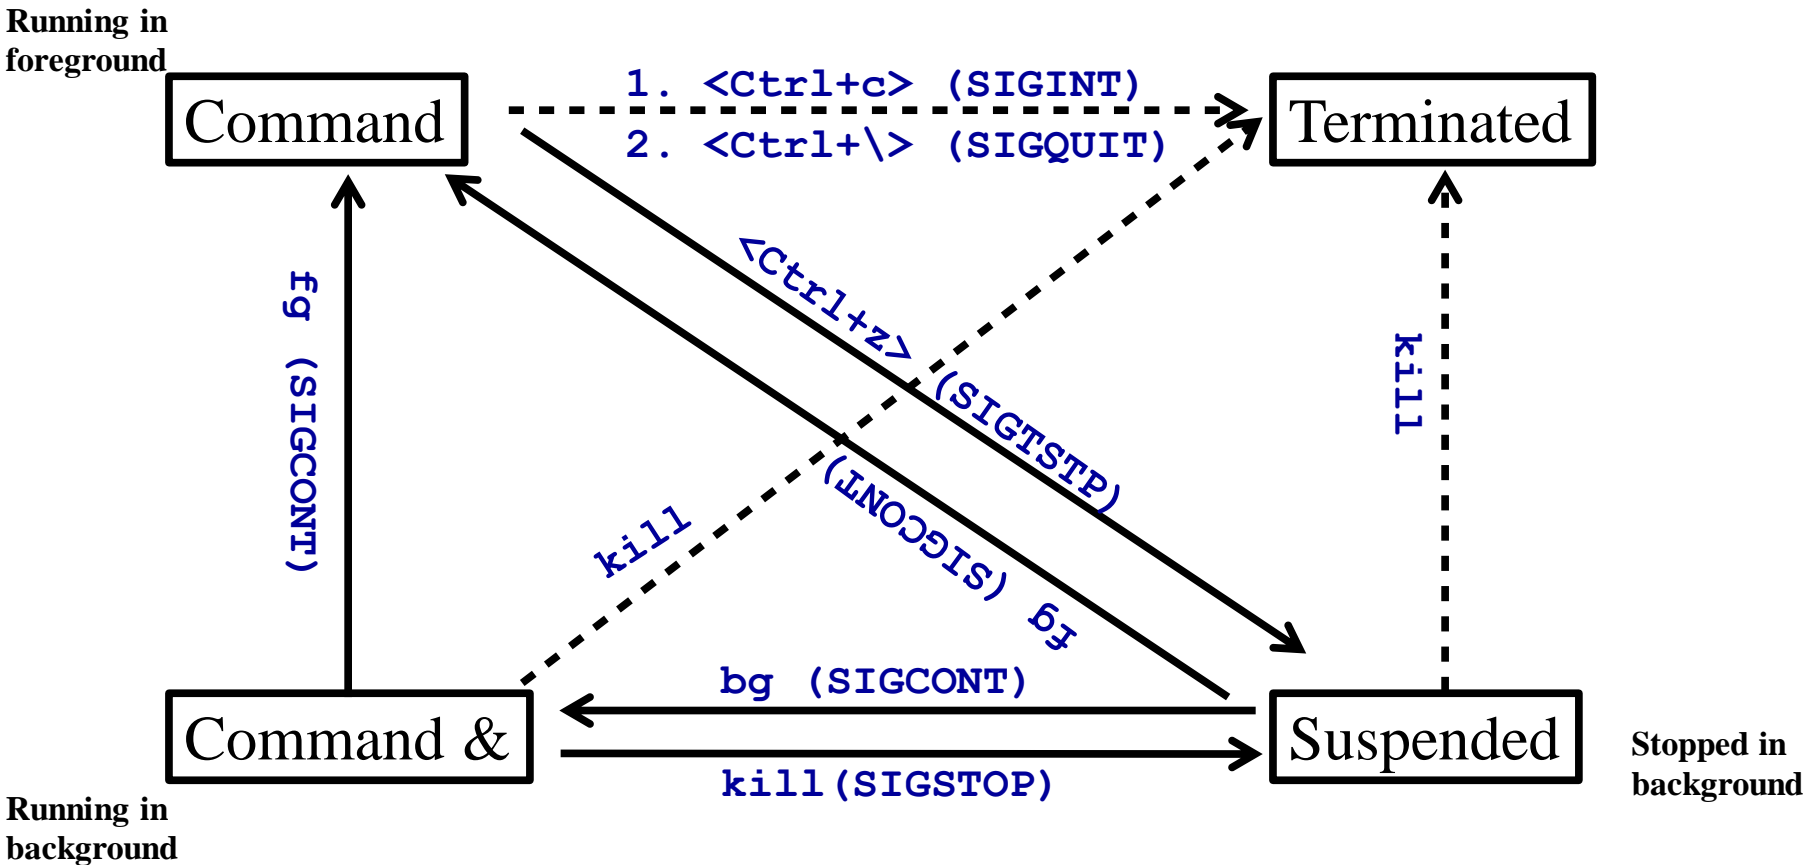 Running in
foreground
Command
1. <Ctrl+c> (SIGINT)
2. <Ctrl+\> (SIGQUIT)
Terminated
<Ctrl+z> (SIGTSTP)
fg (SIGCONT)
fg (SIGCONT)
kill
kill
bg (SIGCONT)
Command &
kill(SIGSTOP)
Suspended
Stopped in
background
Running in
background